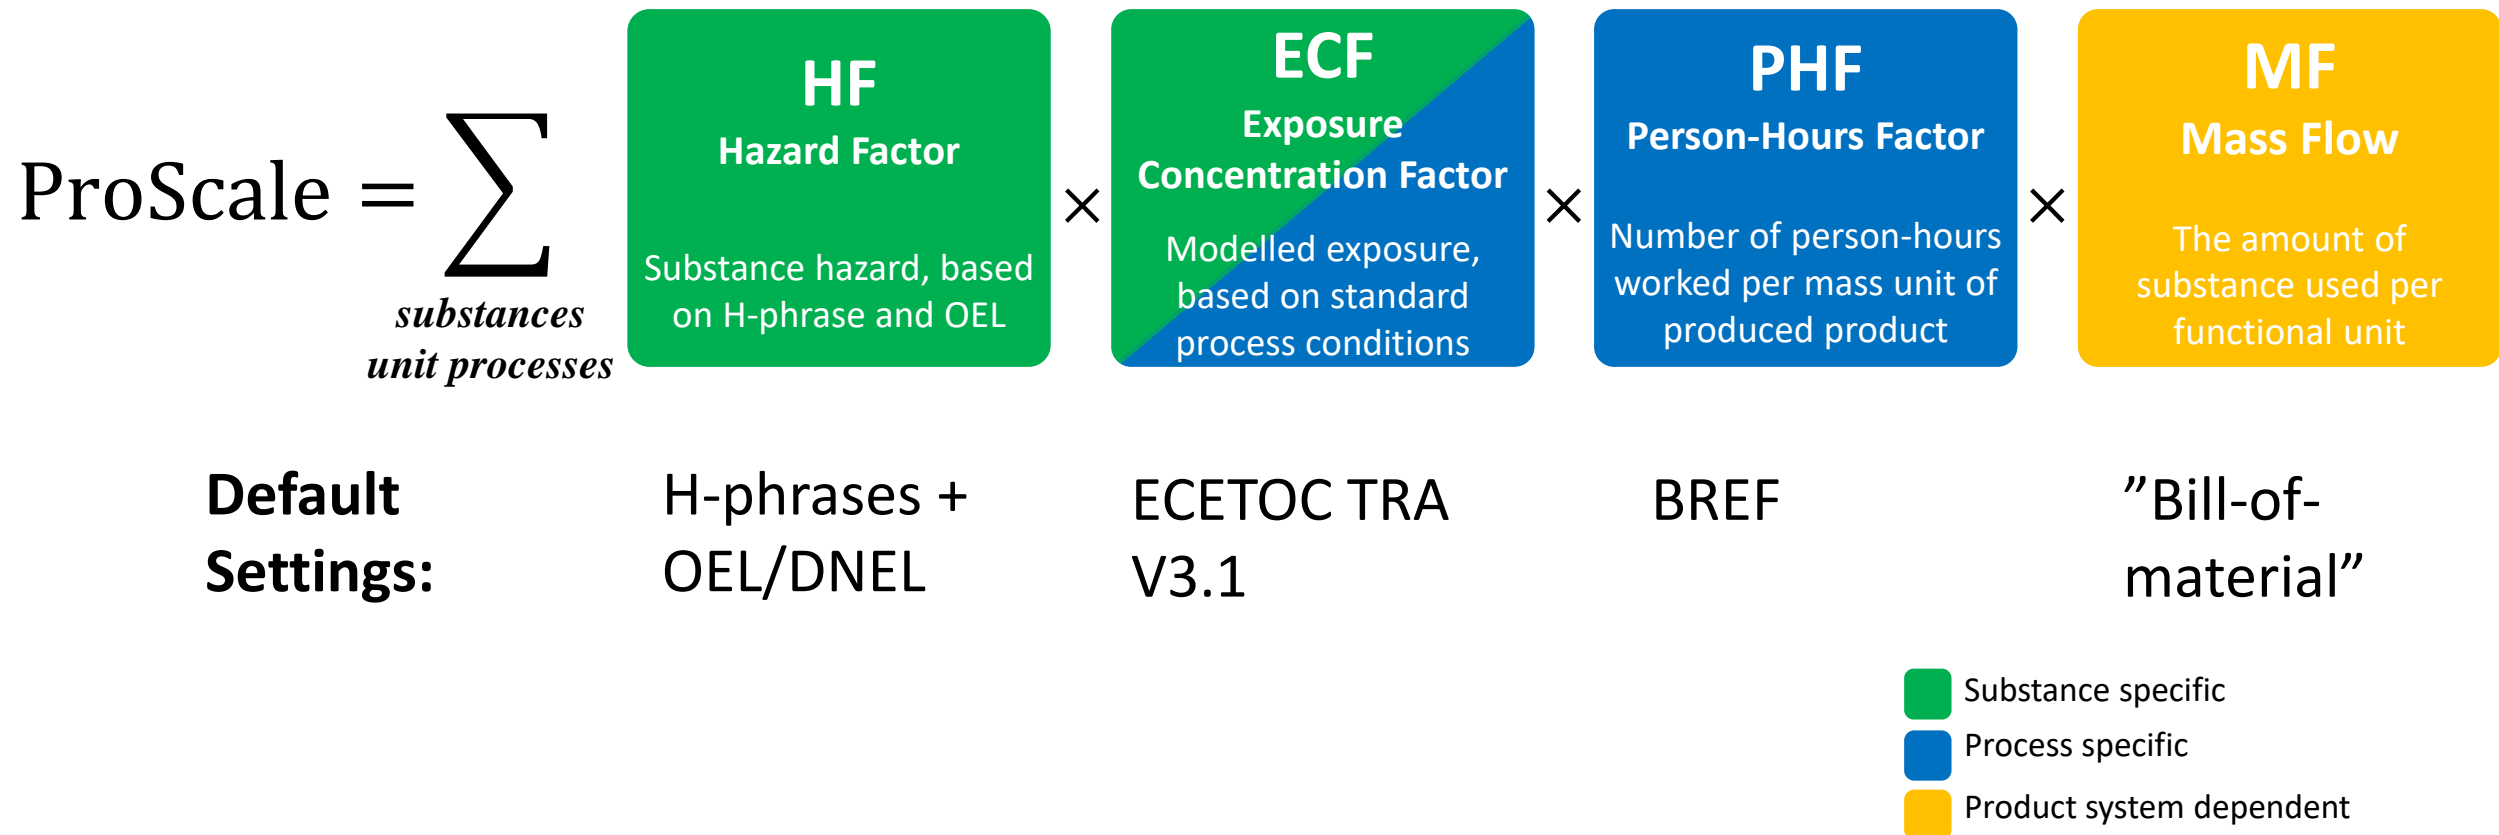 ProScale = ∑
substances
unit processes
HF
Hazard Factor
Substance hazard, based
on H-phrase and OEL
×
ECF
Exposure
Concentration Factor
Modelled exposure,
based on standard
process conditions
×
PHF
Person-Hours Factor
Number of person-hours
worked per mass unit of
produced product
×
MF
Mass Flow
The amount of
substance used per
functional unit
Default
Settings:
H-phrases +
OEL/DNEL
ECETOC TRA
V3.1
BREF
”Bill-of-
material”
Substance specific
Process specific
Product system dependent